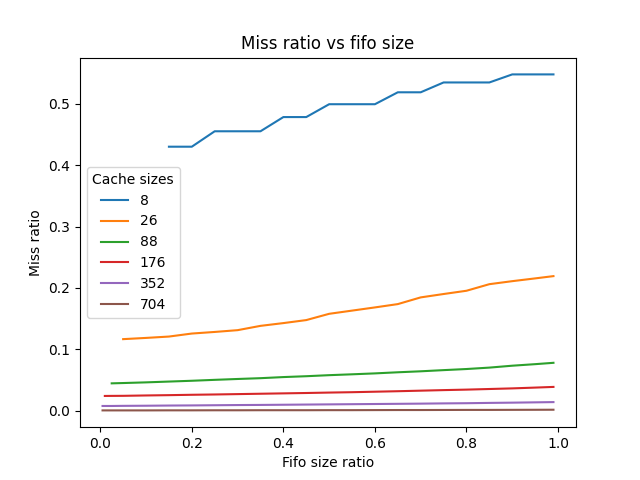 Miss ratio vs fifo size
Miss ratio
0.5
0.4
0.3
0.2
0.1
0.0
Cache sizes
8
26
88
176
352
704
0.0 0.2 0.4 0.6 0.8 1.0
Fifo size ratio